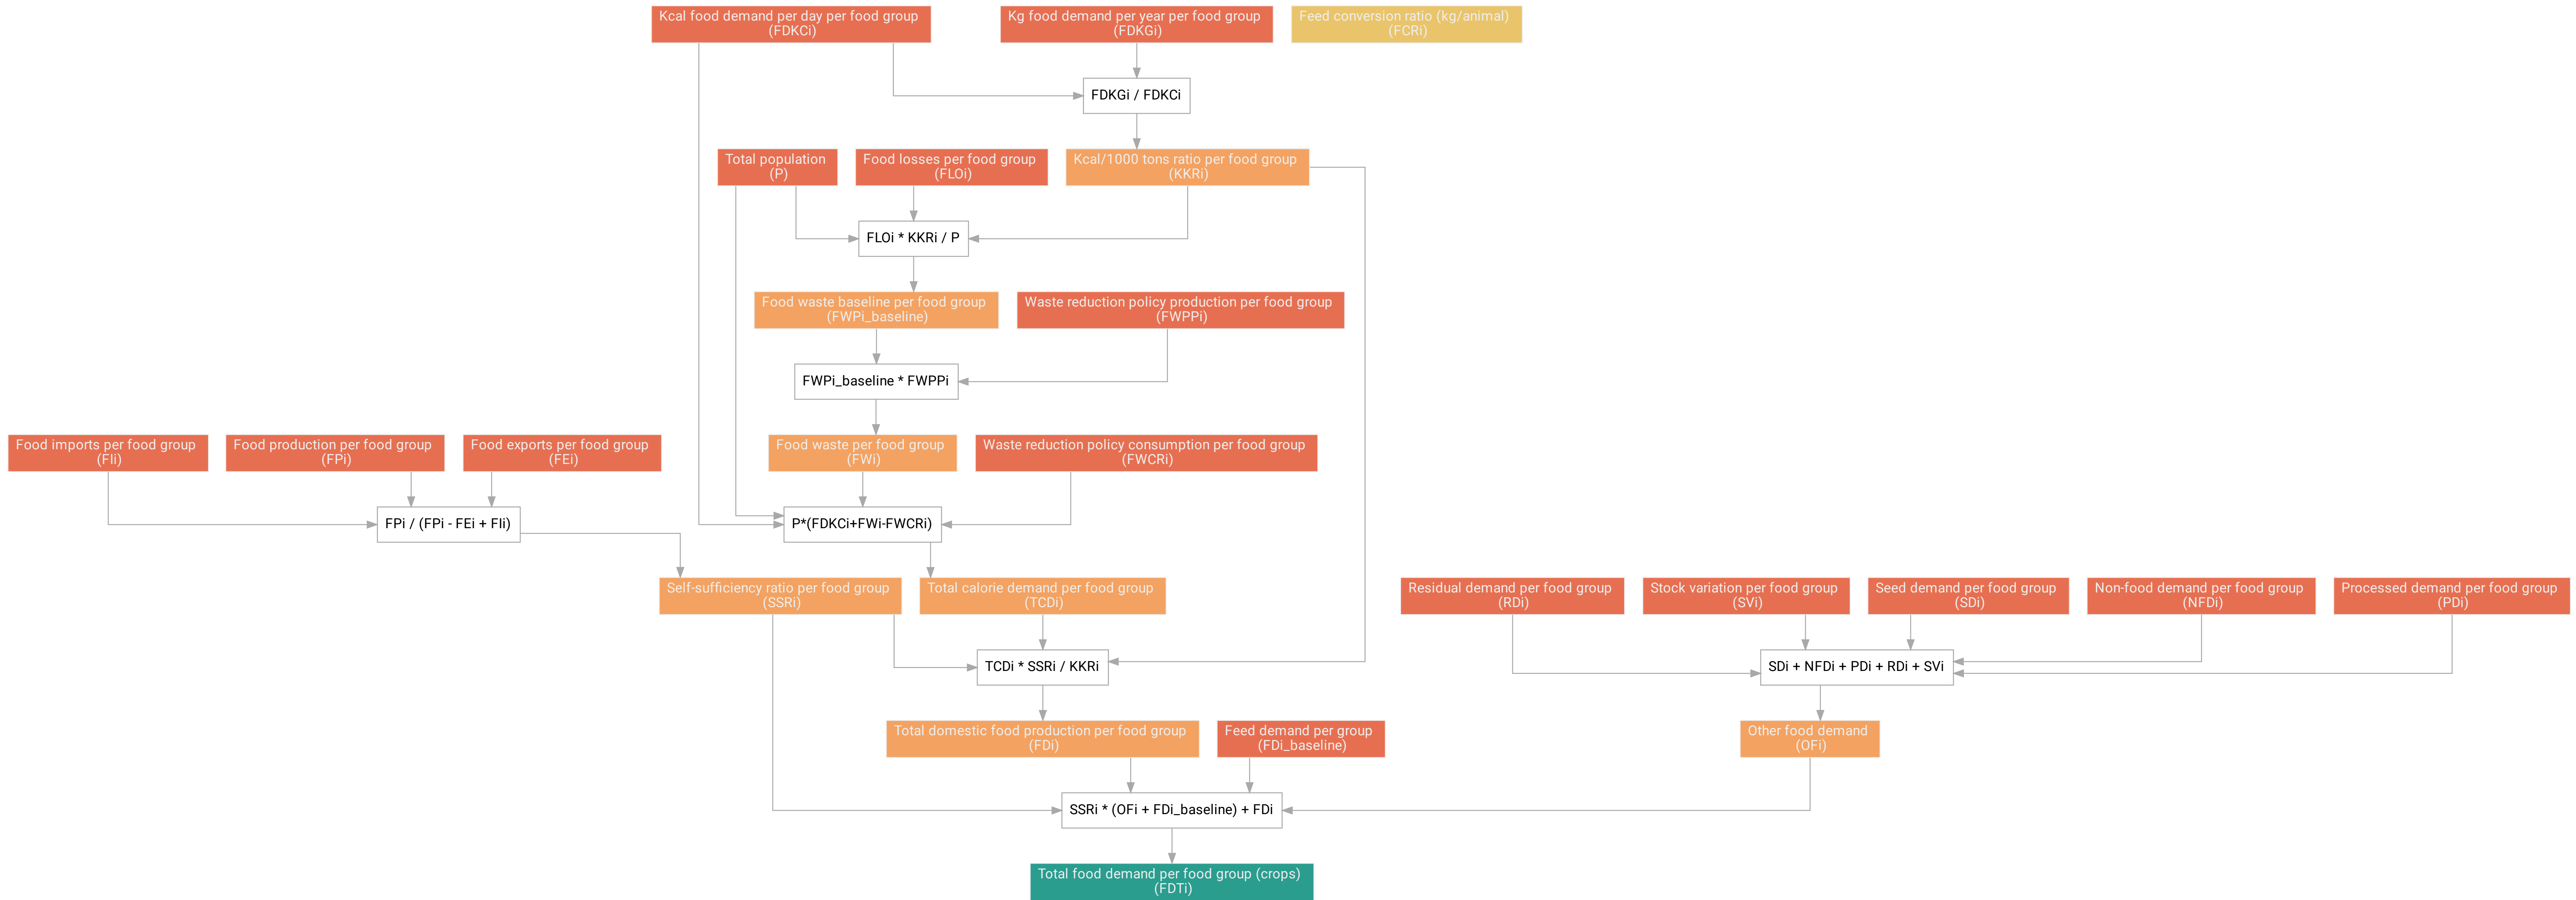 Kcal food demand per day per food group
(FDKCi)
Kg food demand per year per food group
(FDKGi)
Feed conversion ratio (kg/animal)
(FCRi)
FDKGi / FDKCi
Total population
(P)
Food losses per food group
(FLOi)
Kcal/1000 tons ratio per food group
(KKRi)
FLOi * KKRi / P
Food waste baseline per food group
(FWPi_baseline)
Waste reduction policy production per food group
(FWPPi)
FWPi_baseline * FWPPi
Food imports per food group
(FIi)
Food production per food group
(FPi)
Food exports per food group
(FEi)
Food waste per food group
(FWi)
Waste reduction policy consumption per food group
(FWCRi)
FPi / (FPi - FEi + FIi)
P*(FDKCi+FWi-FWCRi)
Self-sufficiency ratio per food group
(SSRi)
Total calorie demand per food group
(TCDi)
Residual demand per food group
(RDi)
Stock variation per food group
(SVi)
Seed demand per food group
(SDi)
Non-food demand per food group
(NFDi)
Processed demand per food group
(PDi)
TCDi * SSRi / KKRi
SDi + NFDi + PDi + RDi + SVi
Total domestic food production per food group
(FDi)
Feed demand per group
(FDi_baseline)
Other food demand
(OFi)
SSRi * (OFi + FDi_baseline) + FDi
Total food demand per food group (crops)
(FDTi)